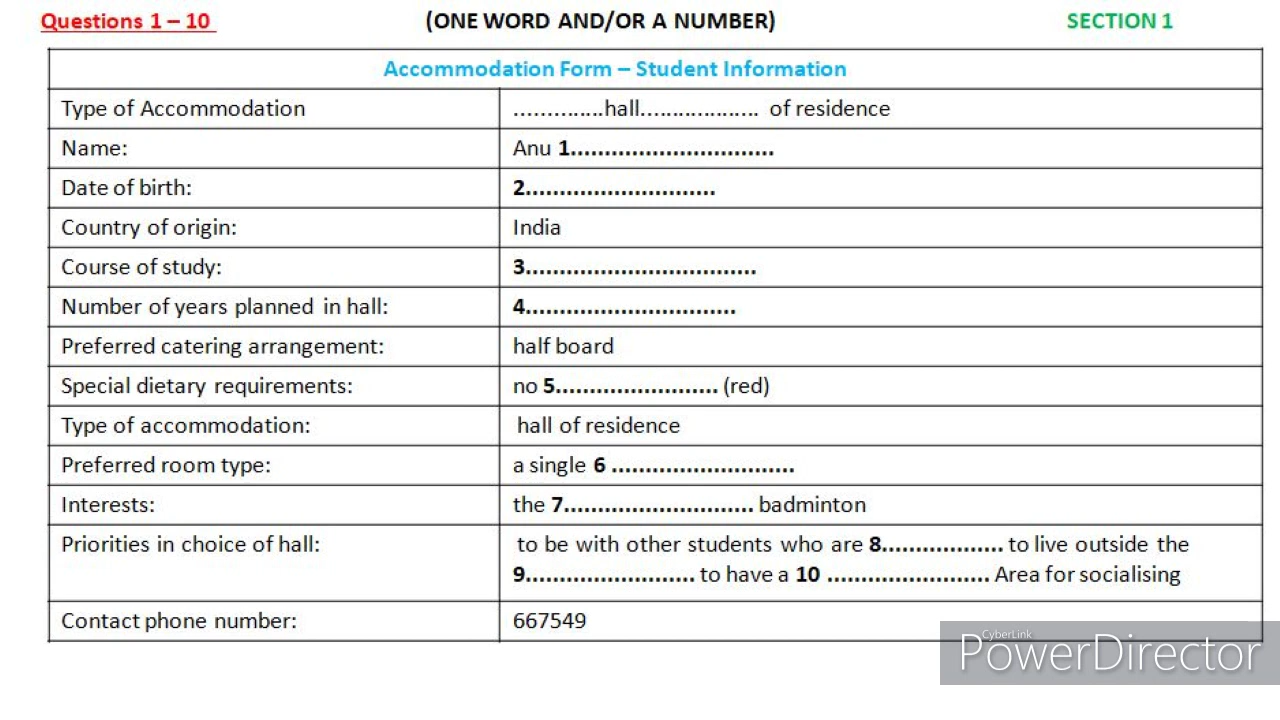 Questions 1 – 10 (ONE WORD AND/OR A NUMBER) SECTION 1
Accommodation Form – Student Information
Type of Accommodation ..............hall.................. of residence
Name: Anu 1..............................
Date of birth: 2............................
Country of origin: India
Course of study: 3..................................
Number of years planned in hall: 4...............................
Preferred catering arrangement: half board
Special dietary requirements: no 5........................ (red)
Type of accommodation: hall of residence
Preferred room type: a single 6 ...........................
Interests: the 7............................ badminton
Priorities in choice of hall: to be with other students who are 8.................. to live outside the
9......................... to have a 10 ........................ Area for socialising
Contact phone number: 667549
CyberLink
PowerDirector